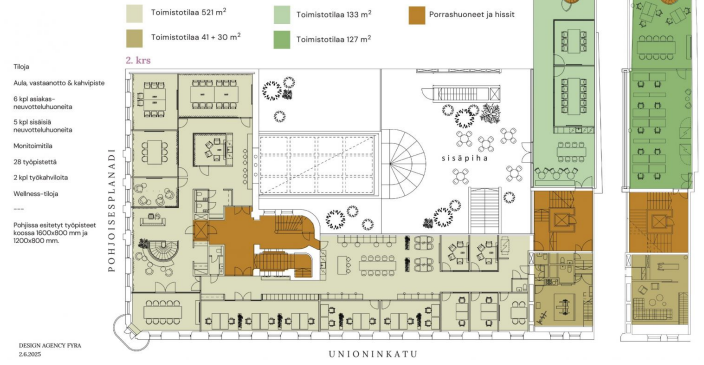 Toimistotilaa 521 m²
Toimistotilaa 133 m²
Porrashuoneet ja hissit
Toimistotilaa 41 + 30 m²
Toimistotilaa 127 m²
2. krs
Tiloja
Aula, vastaanotto & kahvipiste
6 kpl asiakas-
neuvotteluhuoneita
5 kpl sisäisiä
neuvotteluhuoneita
Monitoimitila
28 työpistettä
2 kpl työkahviloita
Wellness-tiloja
---
Pohjissa esitetyt työpisteet
koossa 1600x800 mm ja
1200x800 mm.
POHJOISESPLANADI
sisäpiha
UNIONINKATU
DESIGN AGENCY FYRA
2.6.2025